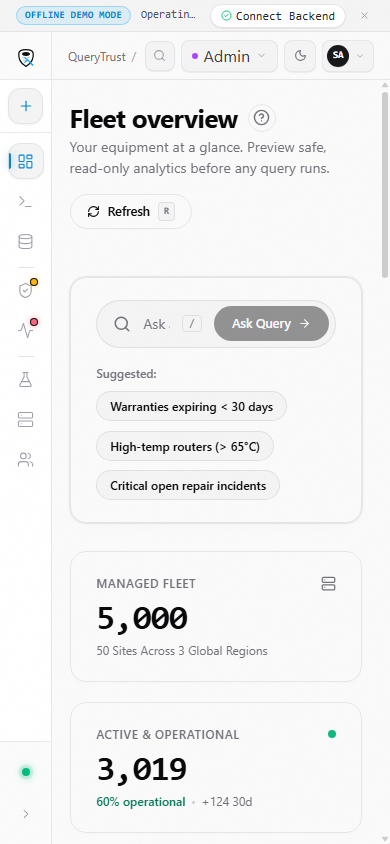 OFFLINE DEMO MODE Operatin… Connect Backend
QueryTrust / Admin SA
Fleet overview
Your equipment at a glance. Preview safe,
read-only analytics before any query runs.
Refresh R
Ask / Ask Query
Suggested:
Warranties expiring < 30 days
High-temp routers (> 65°C)
Critical open repair incidents
MANAGED FLEET
5,000
50 Sites Across 3 Global Regions
ACTIVE & OPERATIONAL
3,019
60% operational • +124 30d